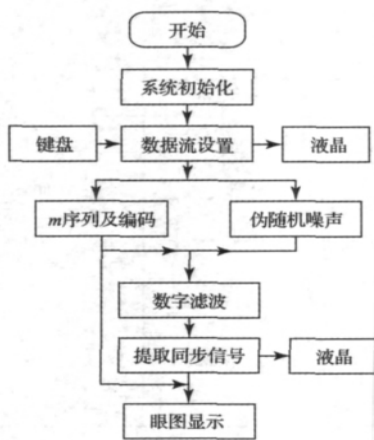 开始
系统初始化
键盘
数据流设置
液晶
m序列及编码
伪随机噪声
数字滤波
提取同步信号
液晶
眼图显示